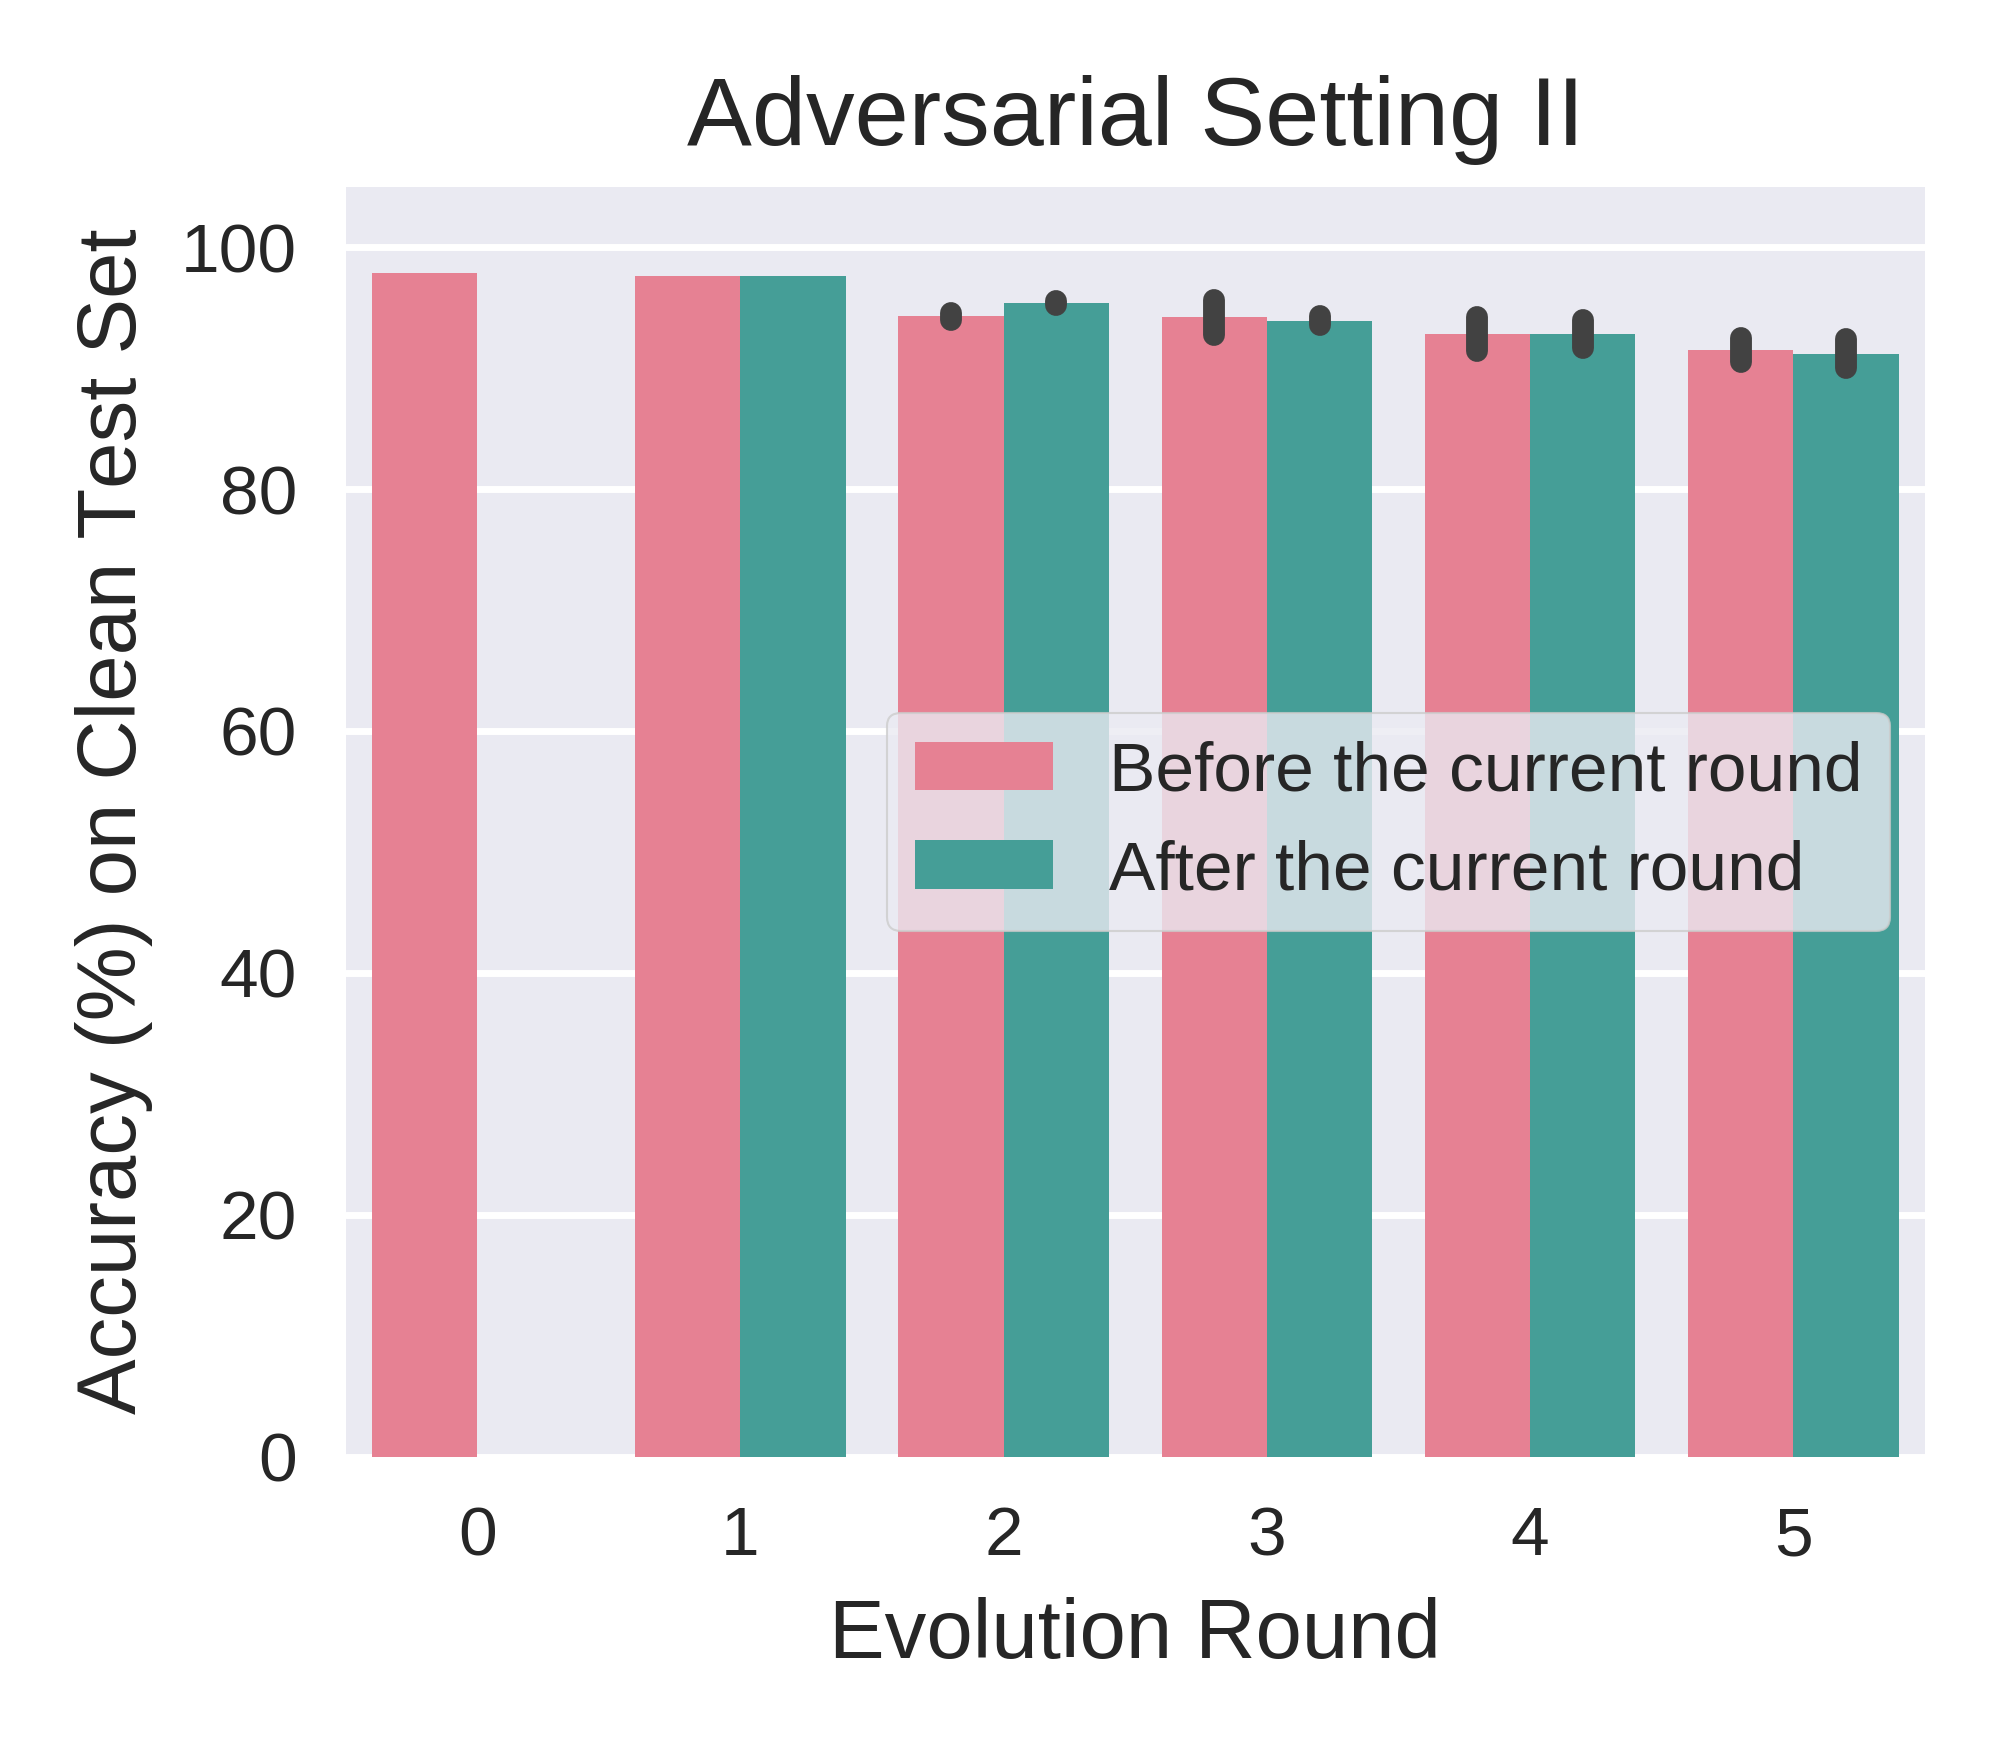 Adversarial Setting II
Accuracy (%) on Clean Test Set
100
80
60
40
20
0
Before the current round
After the current round
0 1 2 3 4 5
Evolution Round